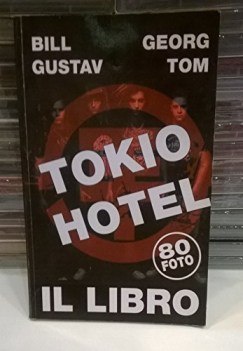 BILL GEORG
GUSTAV TOM
TOKIO
HOTEL
80
FOTO
IL LIBRO